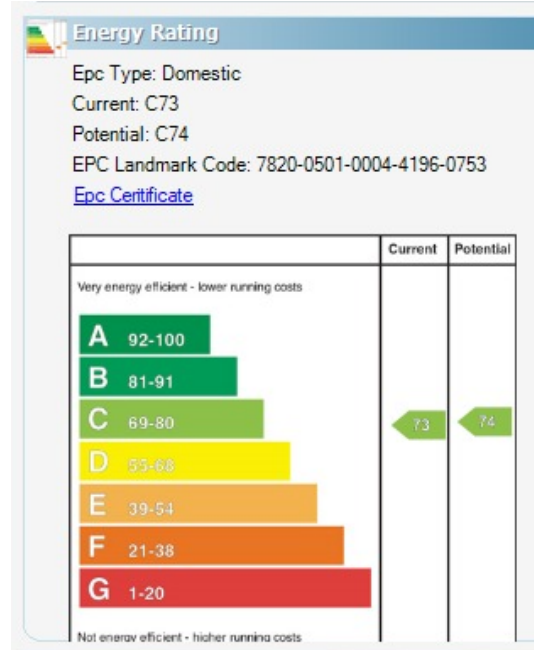 Energy Rating
Epc Type: Domestic
Current: C73
Potential: C74
EPC Landmark Code: 7820-0501-0004-4196-0753
Epc Ceritificate
Current Potential
Very energy efficient - lower running costs
A 92-100
B 81-91
C 69-80 73 74
D 55-68
E 39-54
F 21-38
G 1-20
Not energy efficient - higher running costs